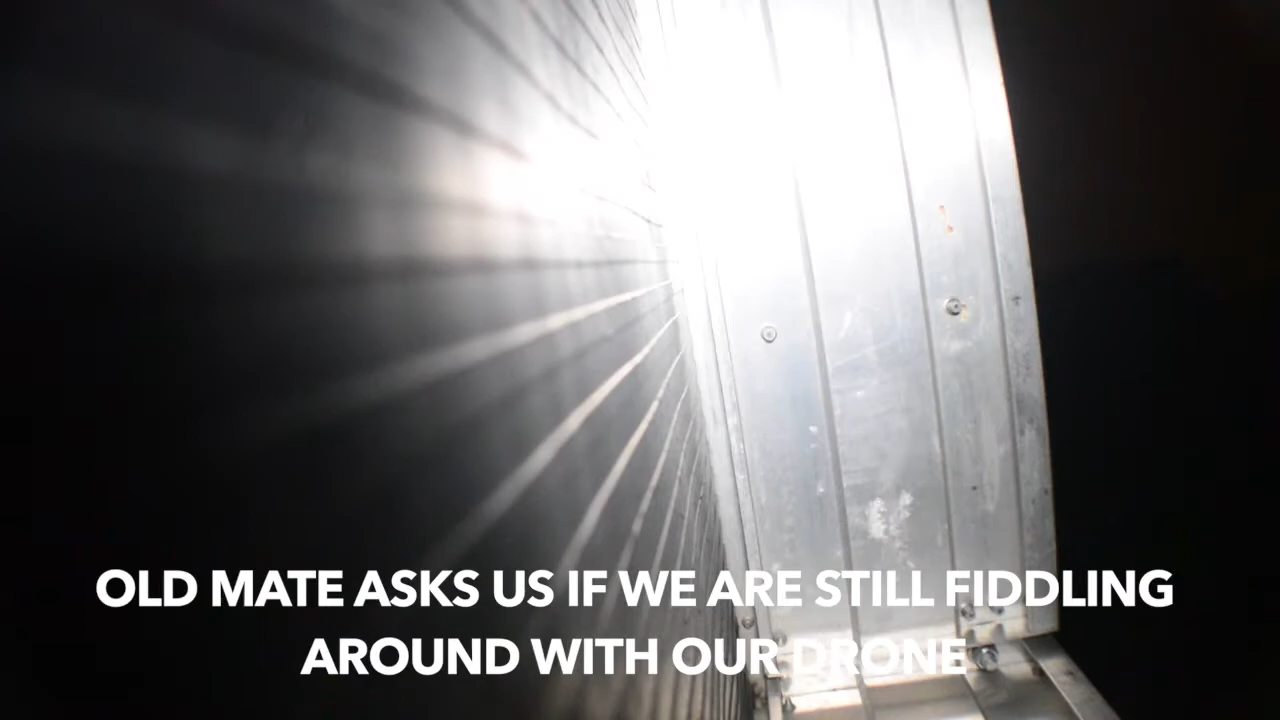 OLD MATE ASKS US IF WE ARE STILL FIDDLING
AROUND WITH OUR DRONE